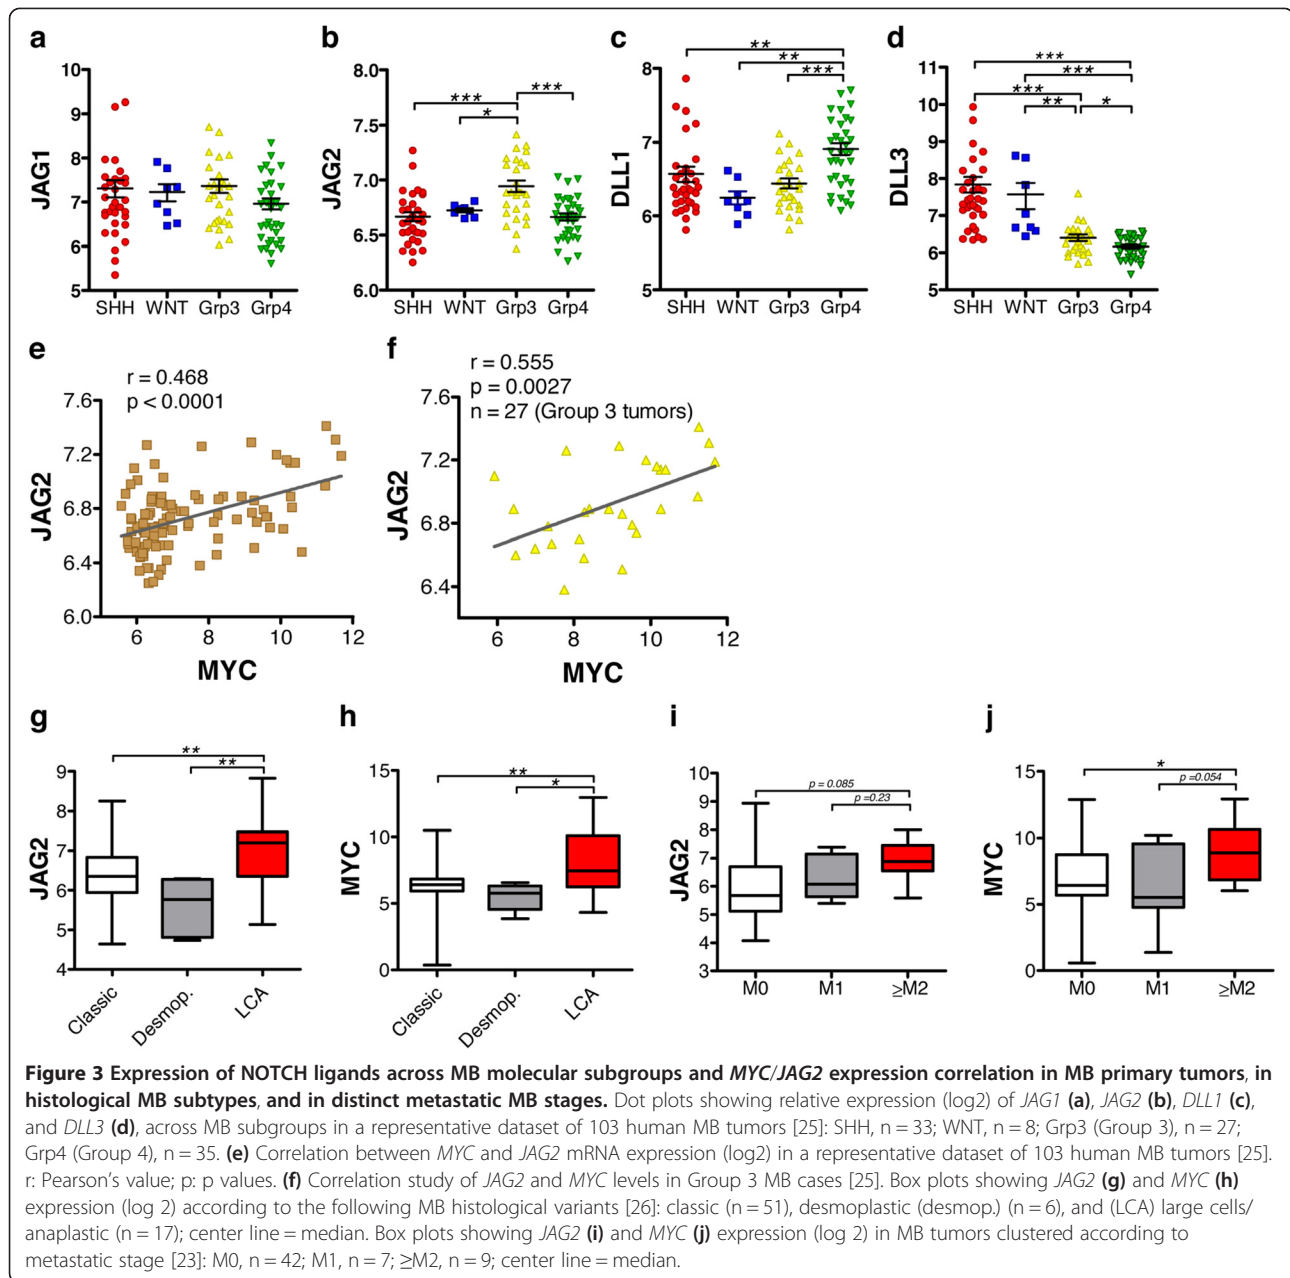 a
JAG1
10
9
8
7
6
5
SHH WNT Grp3 Grp4
b
JAG2
8.0
7.5
7.0
6.5
6.0
*** ***
*
SHH WNT Grp3 Grp4
c
DLL1
8
7
6
5
**
**
***
SHH WNT Grp3 Grp4
d
DLL3
11
10
9
8
7
6
5
***
***
***
** *
SHH WNT Grp3 Grp4
e
r = 0.468
p < 0.0001
JAG2
7.6
7.2
6.8
6.4
6.0
6 8 10 12
MYC
f
r = 0.555
p = 0.0027
n = 27 (Group 3 tumors)
JAG2
7.6
7.2
6.8
6.4
6 8 10 12
MYC
g
JAG2
9
8
7
6
5
4
**
**
Classic Desmop. LCA
h
MYC
15
10
5
0
**
*
Classic Desmop. LCA
i
JAG2
10
9
8
7
6
5
4
3
p = 0.085
p =0.23
M0 M1 ≥M2
j
MYC
15
10
5
0
*
p =0.054
M0 M1 ≥M2
Figure 3 Expression of NOTCH ligands across MB molecular subgroups and MYC/JAG2 expression correlation in MB primary tumors, in
histological MB subtypes, and in distinct metastatic MB stages. Dot plots showing relative expression (log2) of JAG1 (a), JAG2 (b), DLL1 (c),
and DLL3 (d), across MB subgroups in a representative dataset of 103 human MB tumors [25]: SHH, n = 33; WNT, n = 8; Grp3 (Group 3), n = 27;
Grp4 (Group 4), n = 35. (e) Correlation between MYC and JAG2 mRNA expression (log2) in a representative dataset of 103 human MB tumors [25].
r: Pearson's value; p: p values. (f) Correlation study of JAG2 and MYC levels in Group 3 MB cases [25]. Box plots showing JAG2 (g) and MYC (h)
expression (log 2) according to the following MB histological variants [26]: classic (n = 51), desmoplastic (desmop.) (n = 6), and (LCA) large cells/
anaplastic (n = 17); center line = median. Box plots showing JAG2 (i) and MYC (j) expression (log 2) in MB tumors clustered according to
metastatic stage [23]: M0, n = 42; M1, n = 7; ≥M2, n = 9; center line = median.